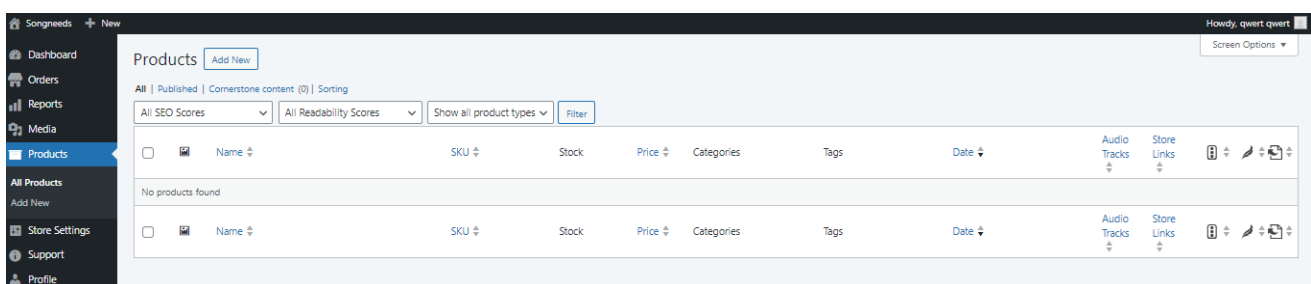 Songneeds New Howdy, qwert qwert
Screen Options ▼
Dashboard
Orders
Reports
Media
Products
All Products
Add New
Store Settings
Support
Profile
Products Add New
All | Published | Cornerstone content (0) | Sorting
All SEO Scores All Readability Scores Show all product types Filter
Name SKU Stock Price Categories Tags Date Audio Tracks Store Links
No products found
Name SKU Stock Price Categories Tags Date Audio Tracks Store Links